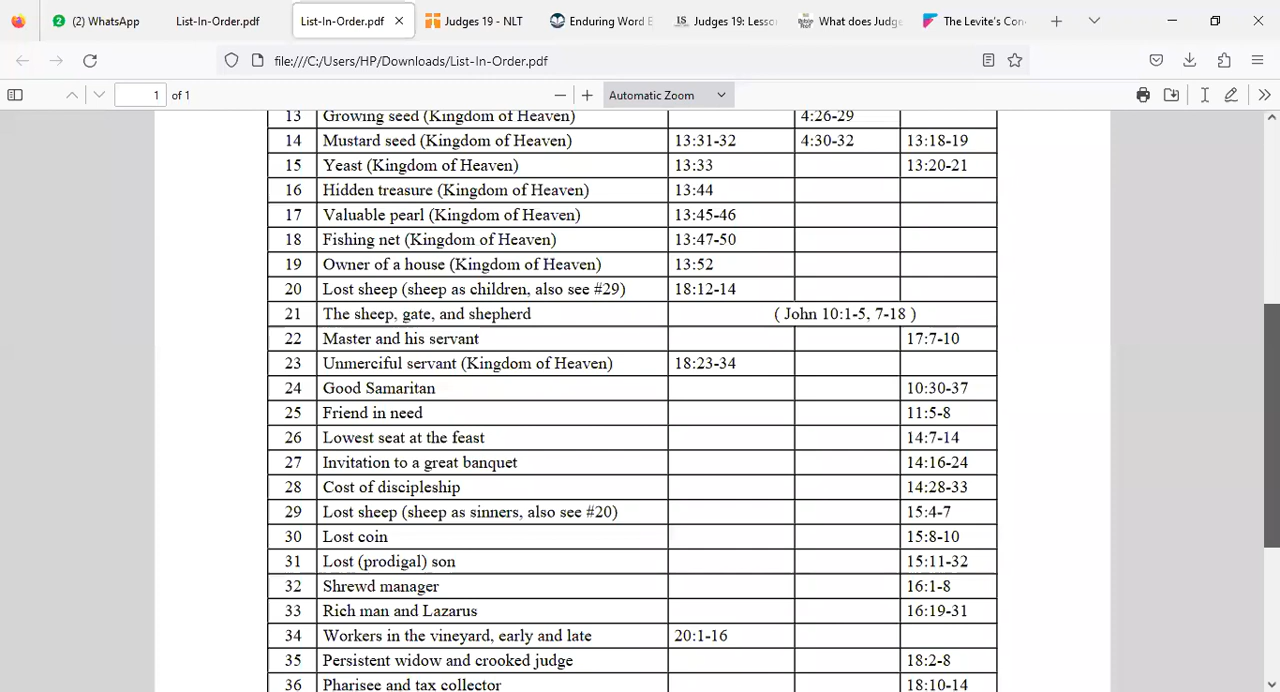 (2) WhatsApp List-In-Order.pdf List-In-Order.pdf Judges 19 - NLT Enduring Word Judges 19: Lesso What does Judge The Levite's Con
file:///C:/Users/HP/Downloads/List-In-Order.pdf
1 of 1 Automatic Zoom
13 Growing seed (Kingdom of Heaven) 4:26-29
14 Mustard seed (Kingdom of Heaven) 13:31-32 4:30-32 13:18-19
15 Yeast (Kingdom of Heaven) 13:33 13:20-21
16 Hidden treasure (Kingdom of Heaven) 13:44
17 Valuable pearl (Kingdom of Heaven) 13:45-46
18 Fishing net (Kingdom of Heaven) 13:47-50
19 Owner of a house (Kingdom of Heaven) 13:52
20 Lost sheep (sheep as children, also see #29) 18:12-14
21 The sheep, gate, and shepherd ( John 10:1-5, 7-18 )
22 Master and his servant 17:7-10
23 Unmerciful servant (Kingdom of Heaven) 18:23-34
24 Good Samaritan 10:30-37
25 Friend in need 11:5-8
26 Lowest seat at the feast 14:7-14
27 Invitation to a great banquet 14:16-24
28 Cost of discipleship 14:28-33
29 Lost sheep (sheep as sinners, also see #20) 15:4-7
30 Lost coin 15:8-10
31 Lost (prodigal) son 15:11-32
32 Shrewd manager 16:1-8
33 Rich man and Lazarus 16:19-31
34 Workers in the vineyard, early and late 20:1-16
35 Persistent widow and crooked judge 18:2-8
36 Pharisee and tax collector 18:10-14